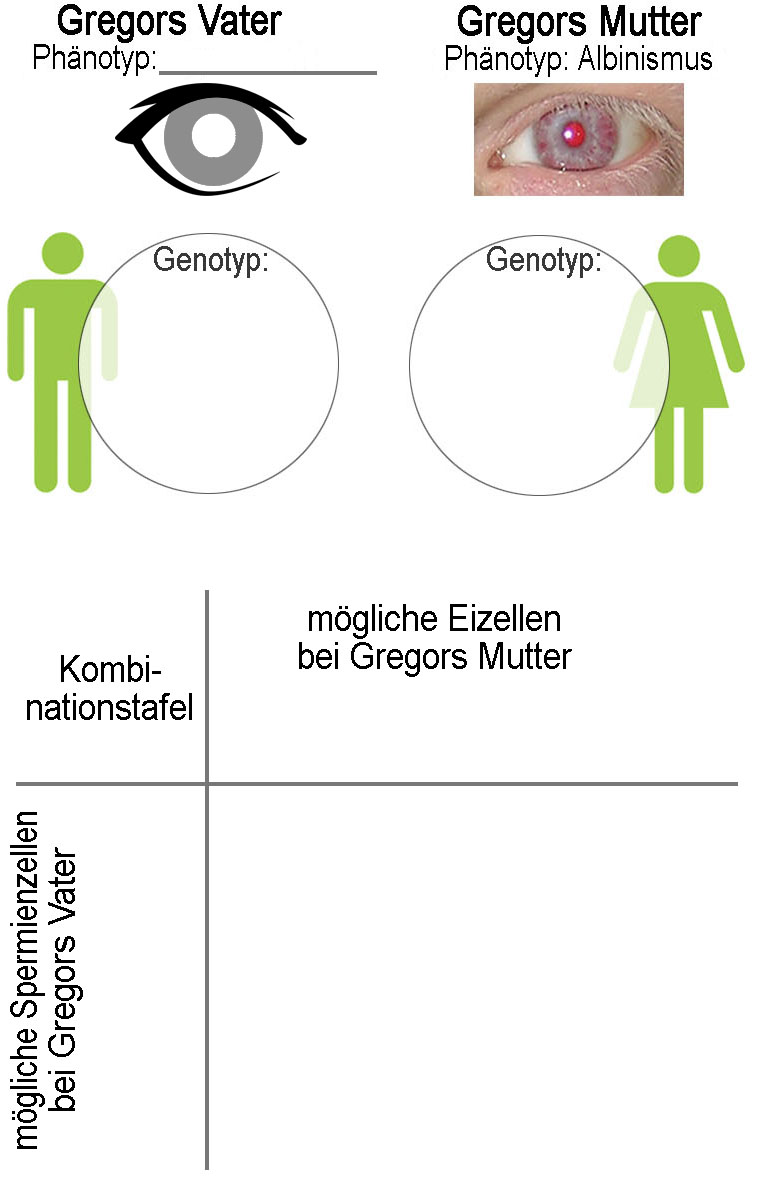 Gregors Vater
Phänotyp:_____________
Gregors Mutter
Phänotyp: Albinismus
Genotyp:
Genotyp:
Kombi-
nationstafel
mögliche Eizellen
bei Gregors Mutter
mögliche Spermienzellen
bei Gregors Vater